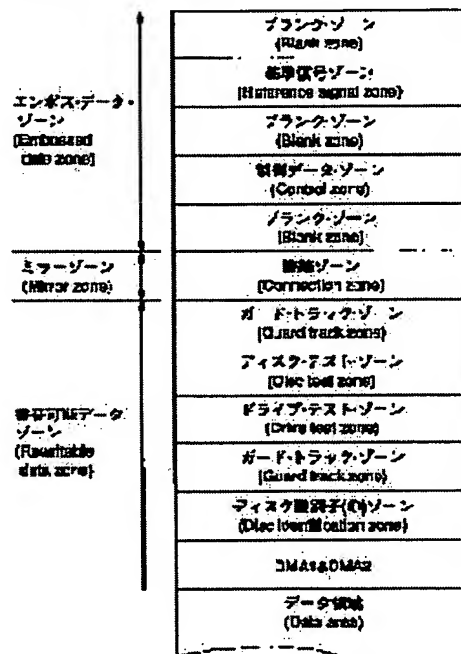 エンボス・データ・
ゾーン
(Embossed
data zone)
ミラーゾーン
(Mirror zone)
書替可能データ
ゾーン
(Rewritable
data zone)
ブランク・ゾーン
(Blank zone)
基準信号ゾーン
(Reference signal zone)
ブランク・ゾーン
(Blank zone)
制御データ・ゾーン
(Control zone)
ブランク・ゾーン
(Blank zone)
接続ゾーン
(Connection zone)
ガード・トラック・ゾーン
(Guard track zone)
ディスク・テスト・ゾーン
(Disc test zone)
ドライブ・テスト・ゾーン
(Drive test zone)
ガード・トラック・ゾーン
(Guard track zone)
ディスク識別子(ID)ゾーン
(Disc identification zone)
DMA1&DMA2
データ領域
(Data area)